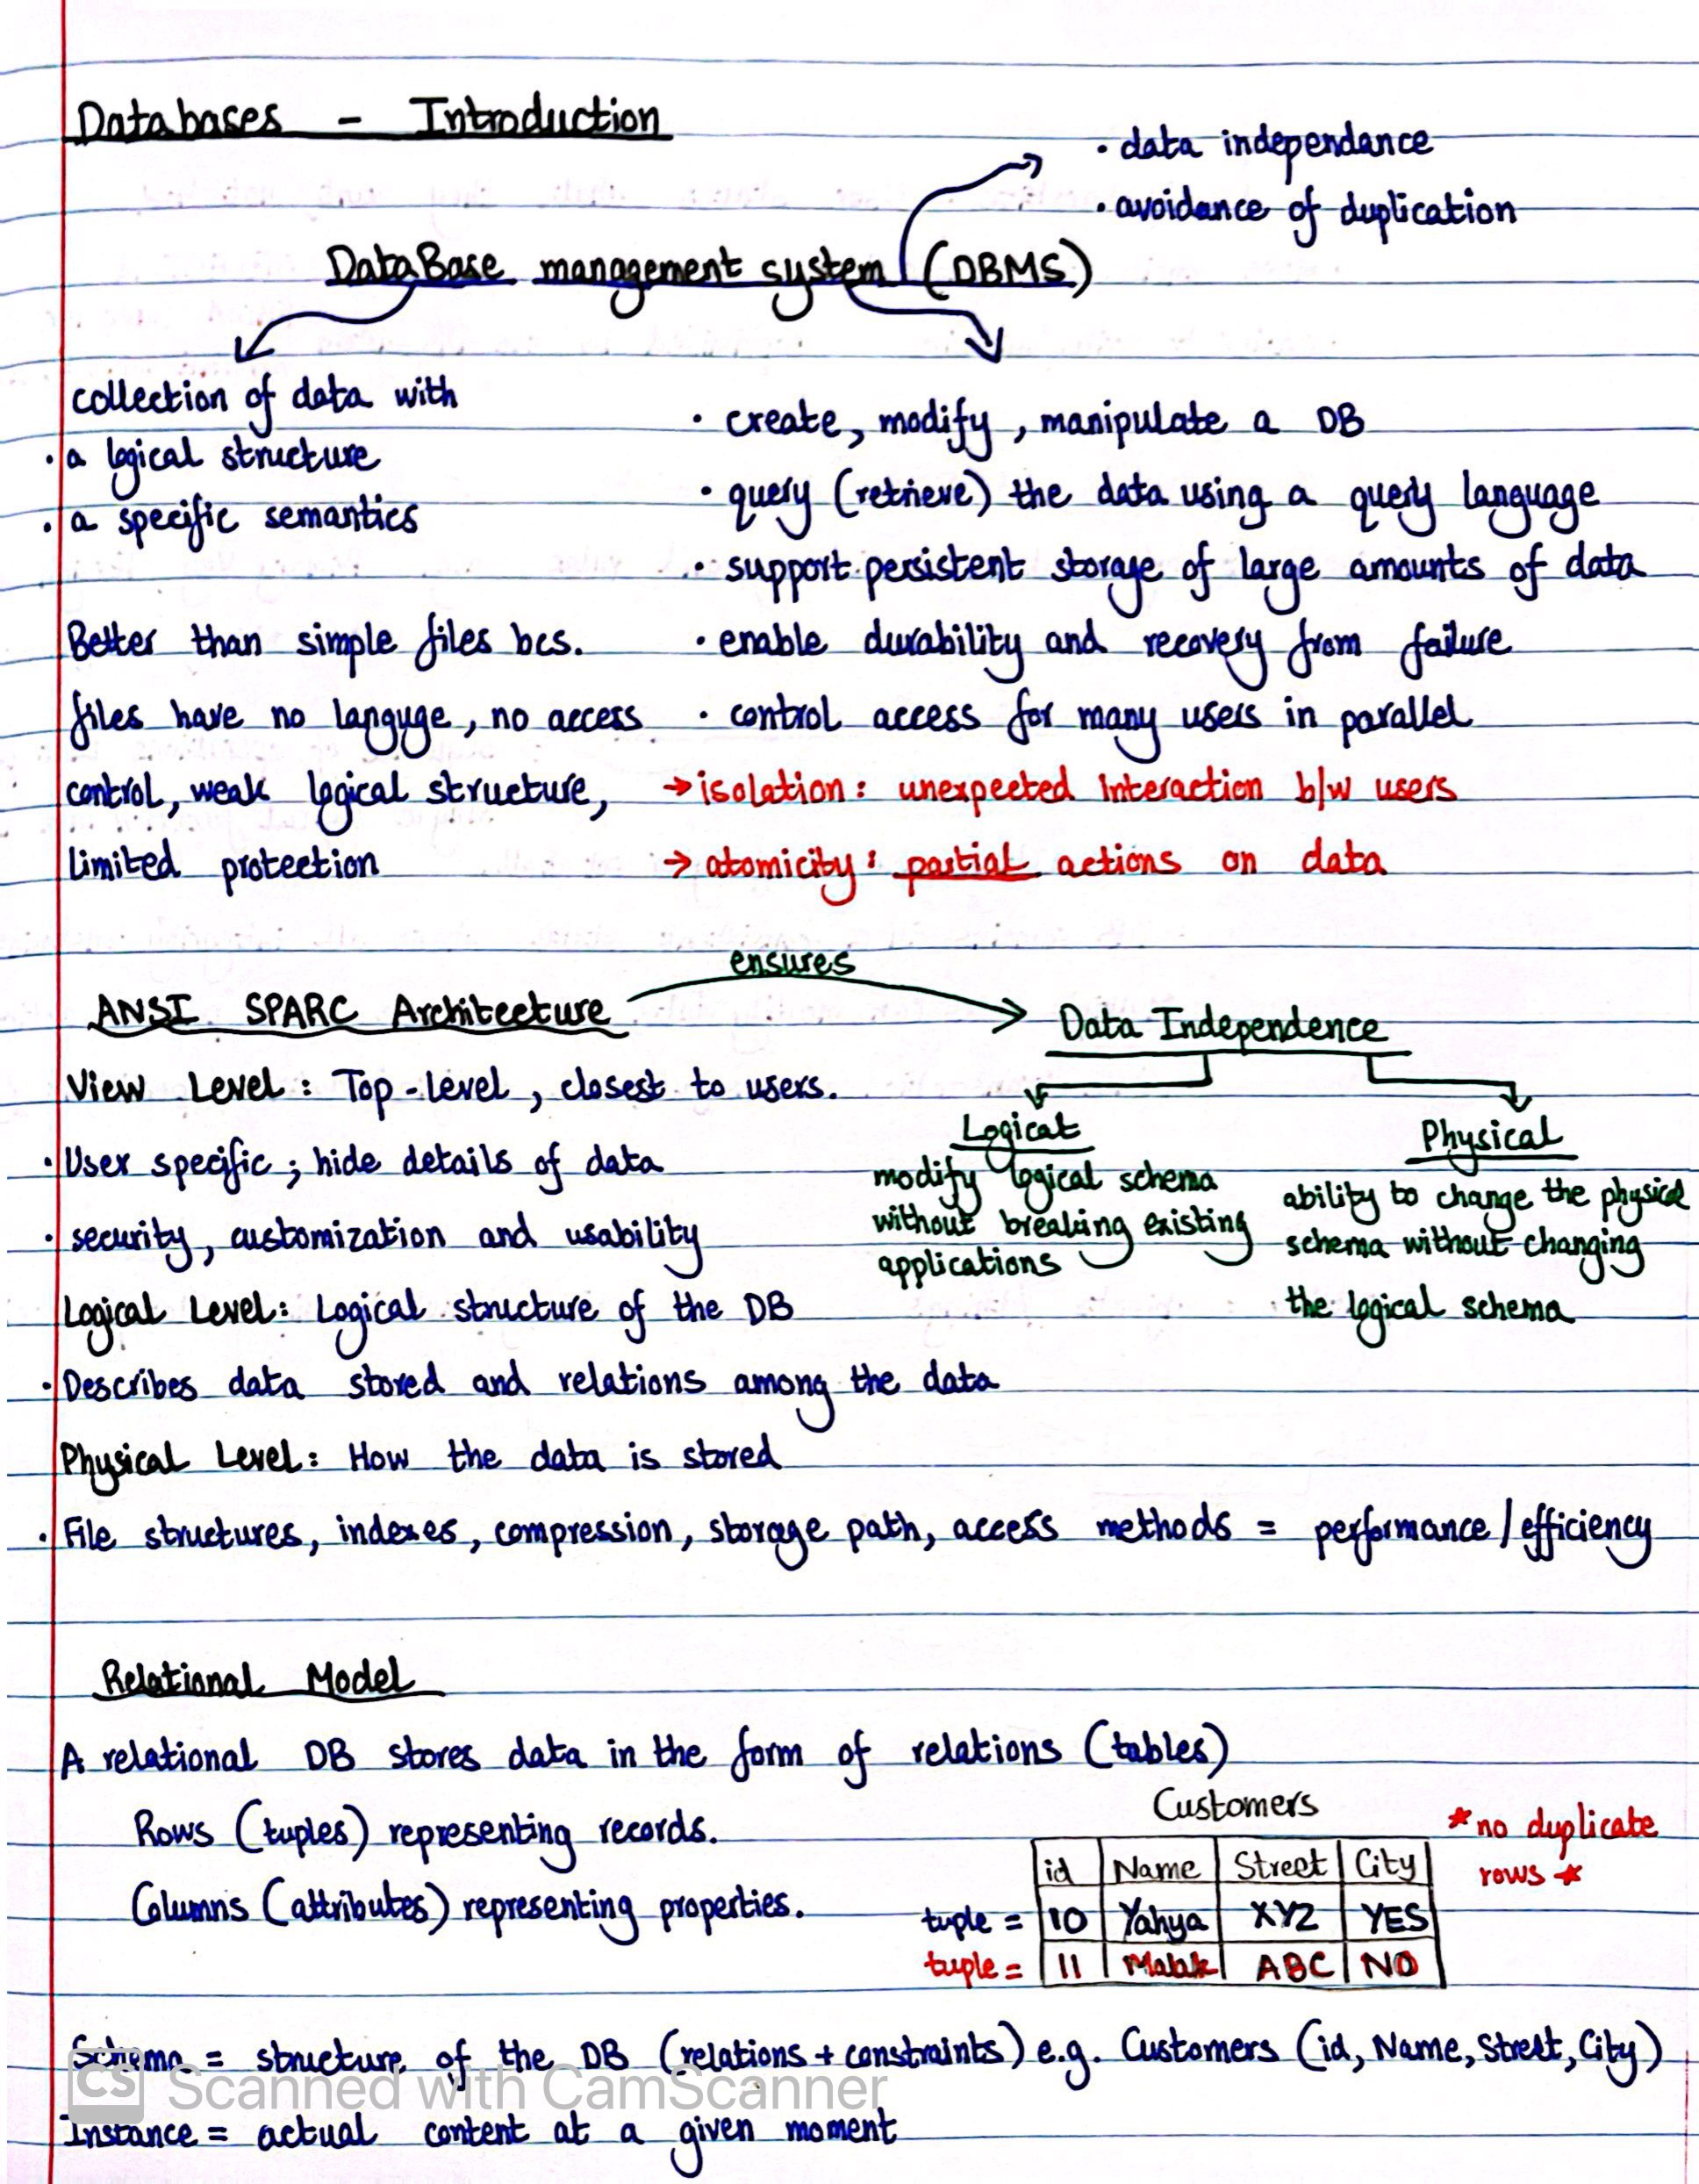 Databases - Introduction
• data independance
• avoidance of duplication
DataBase management system (DBMS)
collection of data with
• a logical structure
• a specific semantics
Better than simple files bcs.
files have no languge, no access
control, weak logical structure,
limited protection
• create, modify, manipulate a DB
• query (retrieve) the data using a query language
• support persistent storage of large amounts of data
• enable durability and recovery from failure
• control access for many users in parallel
→ isolation: unexpected interaction b/w users
→ atomicity: partial actions on data
ANSI SPARC Architecture
ensures
Data Independence
View Level: Top-level, closest to users.
• User specific; hide details of data
• security, customization and usability
Logical Level: Logical structure of the DB
• Describes data stored and relations among the data
Physical Level: How the data is stored
• File structures, indexes, compression, storage path, access methods = performance/efficiency
Logical
modify logical schema
without breaking existing
applications
Physical
ability to change the physical
schema without changing
the logical schema
Relational Model
A relational DB stores data in the form of relations (tables)
Rows (tuples) representing records.
Columns (attributes) representing properties.
Customers
id Name Street City
tuple = 10 Yahya XYZ YES
tuple = 11 Malak ABC NO
*no duplicate
rows *
Schema = structure of the DB (relations + constraints) e.g. Customers (id, Name, Street, City)
Instance = actual content at a given moment
CS Scanned with CamScanner